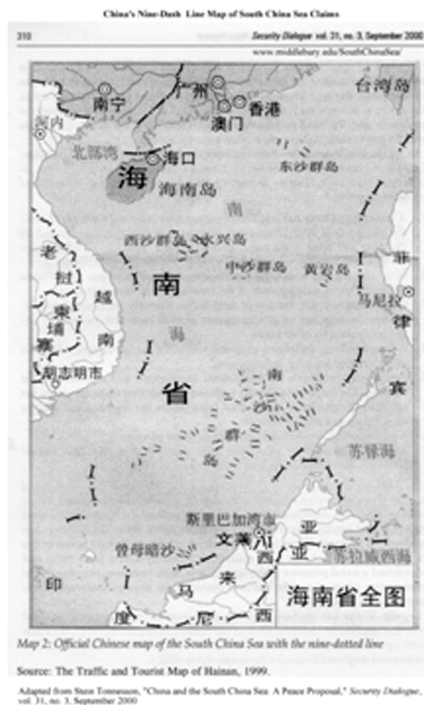 China's Nine-Dash Line Map of South China Sea Claims
310
Security Dialogue vol. 31, no. 3, September 2000
www.middlebury.edu/SouthChinaSea/
南宁
广州
香港
澳门
台湾岛
河内
北部湾
海口
海
海南岛
东沙群岛
南
西沙群岛
永兴岛
中沙群岛
黄岩岛
老
挝
南
菲
马尼拉
越
柬
埔
寨
南
海
律
胡志明市
省
南
沙
群
岛
宾
苏禄海
斯里巴加湾市
文莱
曾母暗沙
亚
西
亚
苏拉威西海
印
马
来
度
尼
西
海南省全图
Map 2: Official Chinese map of the South China Sea with the nine-dotted line
Source: The Traffic and Tourist Map of Hainan, 1999.
Adapted from Stein Tonnesson, "China and the South China Sea: A Peace Proposal," Security Dialogue,
vol. 31, no. 3, September 2000